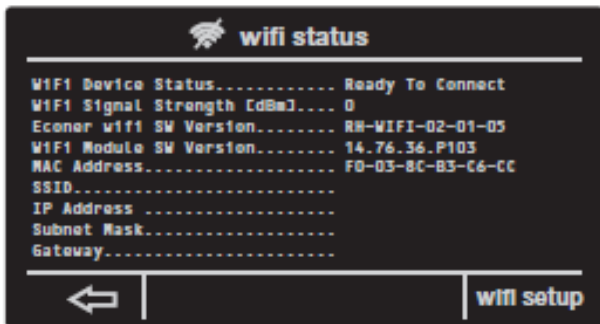 wifi status
WiFi Device Status............ Ready To Connect
WiFi Signal Strength [dBm].... 0
Econer wifi SW Version........ RH-WIFI-02-01-05
WiFi Module SW Version........ 14.76.36.P103
MAC Address................... F0-03-8C-B3-C6-CC
SSID..........................
IP Address ...................
Subnet Mask...................
Gateway.......................
wifi setup